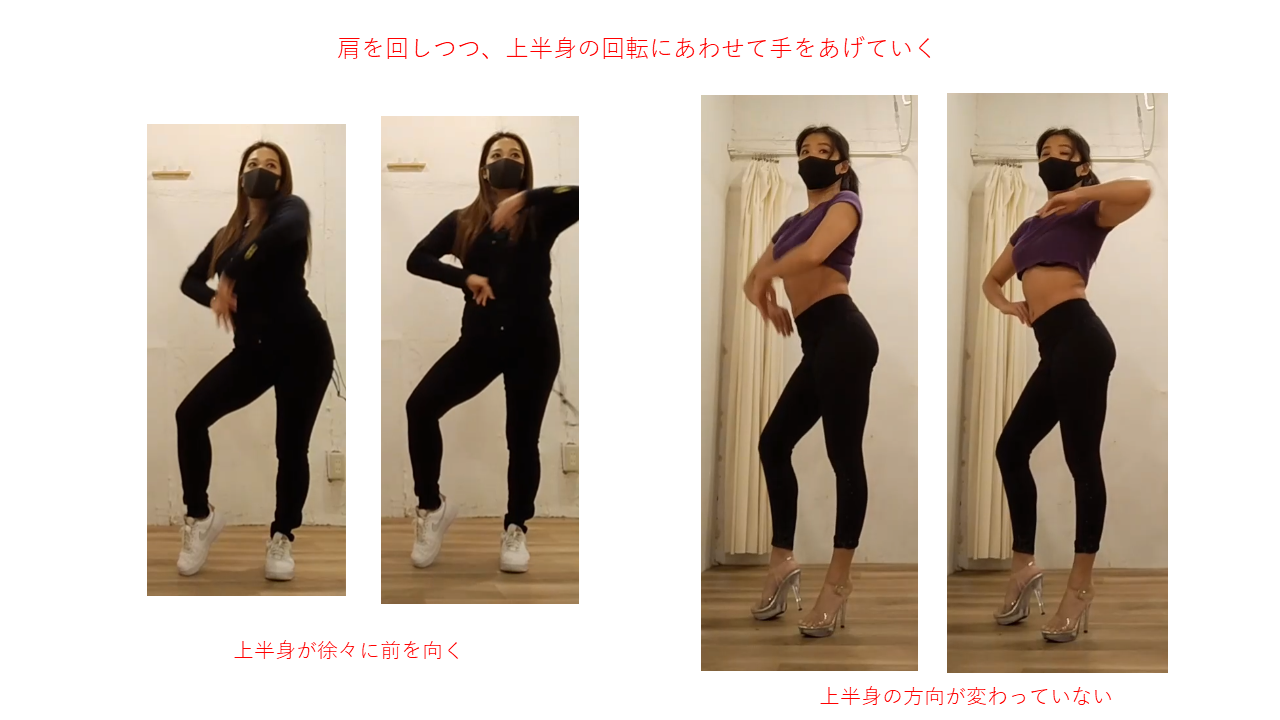 肩を回しつつ、上半身の回転にあわせて手をあげていく
上半身が徐々に前を向く
上半身の方向が変わっていない